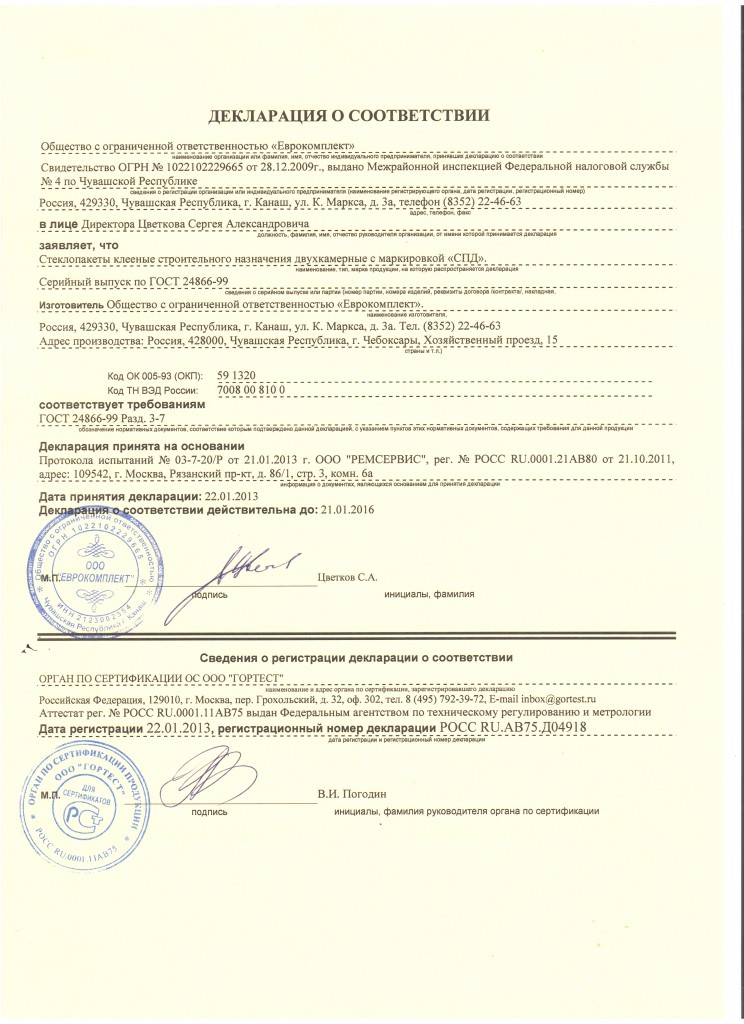 ДЕКЛАРАЦИЯ О СООТВЕТСТВИИ
Общество с ограниченной ответственностью «Еврокомплект»
наименование организации или фамилия, имя, отчество индивидуального предпринимателя, принявших декларацию о соответствии
Свидетельство ОГРН № 1022102229665 от 28.12.2009г., выдано Межрайонной инспекцией Федеральной налоговой службы
№ 4 по Чувашской Республике
сведения о регистрации организации или индивидуального предпринимателя (наименование регистрирующего органа, дата регистрации, регистрационный номер)
Россия, 429330, Чувашская Республика, г. Канаш, ул. К. Маркса, д. 3а, телефон (8352) 22-46-63
адрес, телефон, факс
в лице Директора Цветкова Сергея Александровича
должность, фамилия, имя, отчество руководителя организации, от имени которой принимается декларация
заявляет, что
Стеклопакеты клееные строительного назначения двухкамерные с маркировкой «СПД».
наименование, тип, марка продукции, на которую распространяется декларация
Серийный выпуск по ГОСТ 24866-99
сведения о серийном выпуске или партии (номер партии, номера изделий, реквизиты договора /контракта/, накладная,
Изготовитель Общество с ограниченной ответственностью «Еврокомплект».
наименование изготовителя,
Россия, 429330, Чувашская Республика, г. Канаш, ул. К. Маркса, д. 3а. Тел. (8352) 22-46-63
Адрес производства: Россия, 428000, Чувашская Республика, г. Чебоксары, Хозяйственный проезд, 15
страны и т.п.)
Код ОК 005-93 (ОКП): 59 1320
Код ТН ВЭД России: 7008 00 810 0
соответствует требованиям
ГОСТ 24866-99 Разд. 3-7
обозначение нормативных документов, соответствие которым подтверждено данной декларацией, с указанием пунктов этих нормативных документов, содержащих требования для данной продукции
Декларация принята на основании
Протокола испытаний № 03-7-20/Р от 21.01.2013 г. ООО "РЕМСЕРВИС", рег. № РОСС RU.0001.21АВ80 от 21.10.2011,
адрес: 109542, г. Москва, Рязанский пр-кт, д. 86/1, стр. 3, комн. 6а
информация о документах, являющихся основанием для принятия декларации
Дата принятия декларации: 22.01.2013
Декларация о соответствии действительна до: 21.01.2016
Общество с ограниченной ответственностью
ОГРН 1022102229665
ООО
"ЕВРОКОМПЛЕКТ"
ИНН 2123002354
Чувашская Республика г. Канаш
М.П.
Цветков С.А.
подпись
инициалы, фамилия
Сведения о регистрации декларации о соответствии
ОРГАН ПО СЕРТИФИКАЦИИ ОС ООО "ГОРТЕСТ"
наименование и адрес органа по сертификации, зарегистрировавшего декларацию
Российская Федерация, 129010, г. Москва, пер. Грохольский, д. 32, оф. 302, тел. 8 (495) 792-39-72, E-mail inbox@gortest.ru
Аттестат рег. № РОСС RU.0001.11АВ75 выдан Федеральным агентством по техническому регулированию и метрологии
Дата регистрации 22.01.2013, регистрационный номер декларации РОСС RU.АВ75.Д04918
дата регистрации и регистрационный номер декларации
ОРГАН ПО СЕРТИФИКАЦИИ ПРОДУКЦИИ
ООО "ГОРТЕСТ"
ДЛЯ
СЕРТИФИКАТОВ
РОСС RU.0001.11АВ75
М.П.
В.И. Погодин
подпись
инициалы, фамилия руководителя органа по сертификации